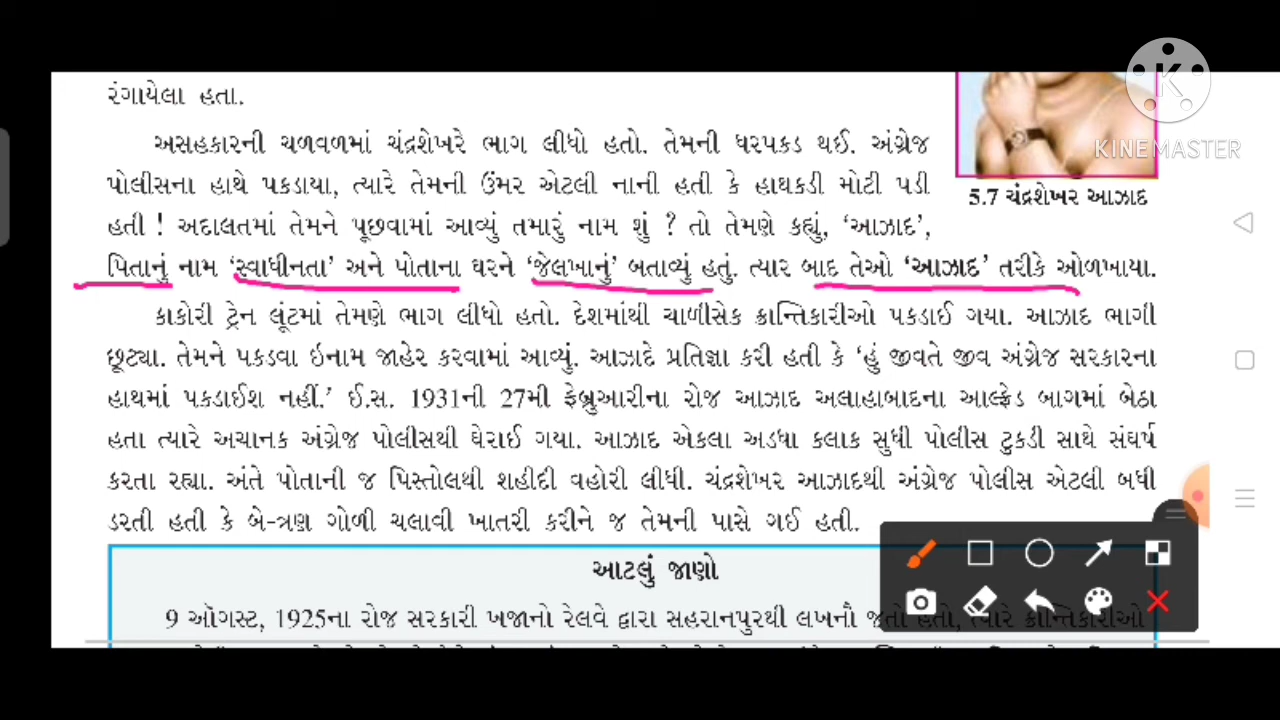 રંગાયેલા હતા.
KINEMASTER
અસહકારની ચળવળમાં ચંદ્રશેખરે ભાગ લીધો હતો. તેમની ધરપકડ થઈ. અંગ્રેજ
પોલીસના હાથે પકડાયા, ત્યારે તેમની ઉંમર એટલી નાની હતી કે હાથકડી મોટી પડી
5.7 ચંદ્રશેખર આઝાદ
હતી ! અદાલતમાં તેમને પૂછવામાં આવ્યું તમારું નામ શું ? તો તેમણે કહ્યું, ‘આઝાદ’,
પિતાનું નામ ‘સ્વાધીનતા’ અને પોતાના ઘરને ‘જેલખાનું’ બતાવ્યું હતું. ત્યાર બાદ તેઓ ‘આઝાદ’ તરીકે ઓળખાયા.
કાકોરી ટ્રેન લૂંટમાં તેમણે ભાગ લીધો હતો. દેશમાંથી ચાળીસેક ક્રાન્તિકારીઓ પકડાઈ ગયા. આઝાદ ભાગી
છૂટ્યા. તેમને પકડવા ઇનામ જાહેર કરવામાં આવ્યું. આઝાદે પ્રતિજ્ઞા કરી હતી કે ‘હું જીવતે જીવ અંગ્રેજ સરકારના
હાથમાં પકડાઈશ નહીં.’ ઈ.સ. 1931ની 27મી ફેબ્રુઆરીના રોજ આઝાદ અલાહાબાદના આલ્ફ્રેડ બાગમાં બેઠા
હતા ત્યારે અચાનક અંગ્રેજ પોલીસથી ઘેરાઈ ગયા. આઝાદ એકલા અડધા કલાક સુધી પોલીસ ટુકડી સાથે સંઘર્ષ
કરતા રહ્યા. અંતે પોતાની જ પિસ્તોલથી શહીદી વહોરી લીધી. ચંદ્રશેખર આઝાદથી અંગ્રેજ પોલીસ એટલી બધી
ડરતી હતી કે બે-ત્રણ ગોળી ચલાવી ખાતરી કરીને જ તેમની પાસે ગઈ હતી.
આટલું જાણો
9 ઑગસ્ટ, 1925ના રોજ સરકારી ખજાનો રેલવે દ્વારા સહરાનપુરથી લખનૌ જતો હતો, ત્યારે ક્રાન્તિકારીઓ